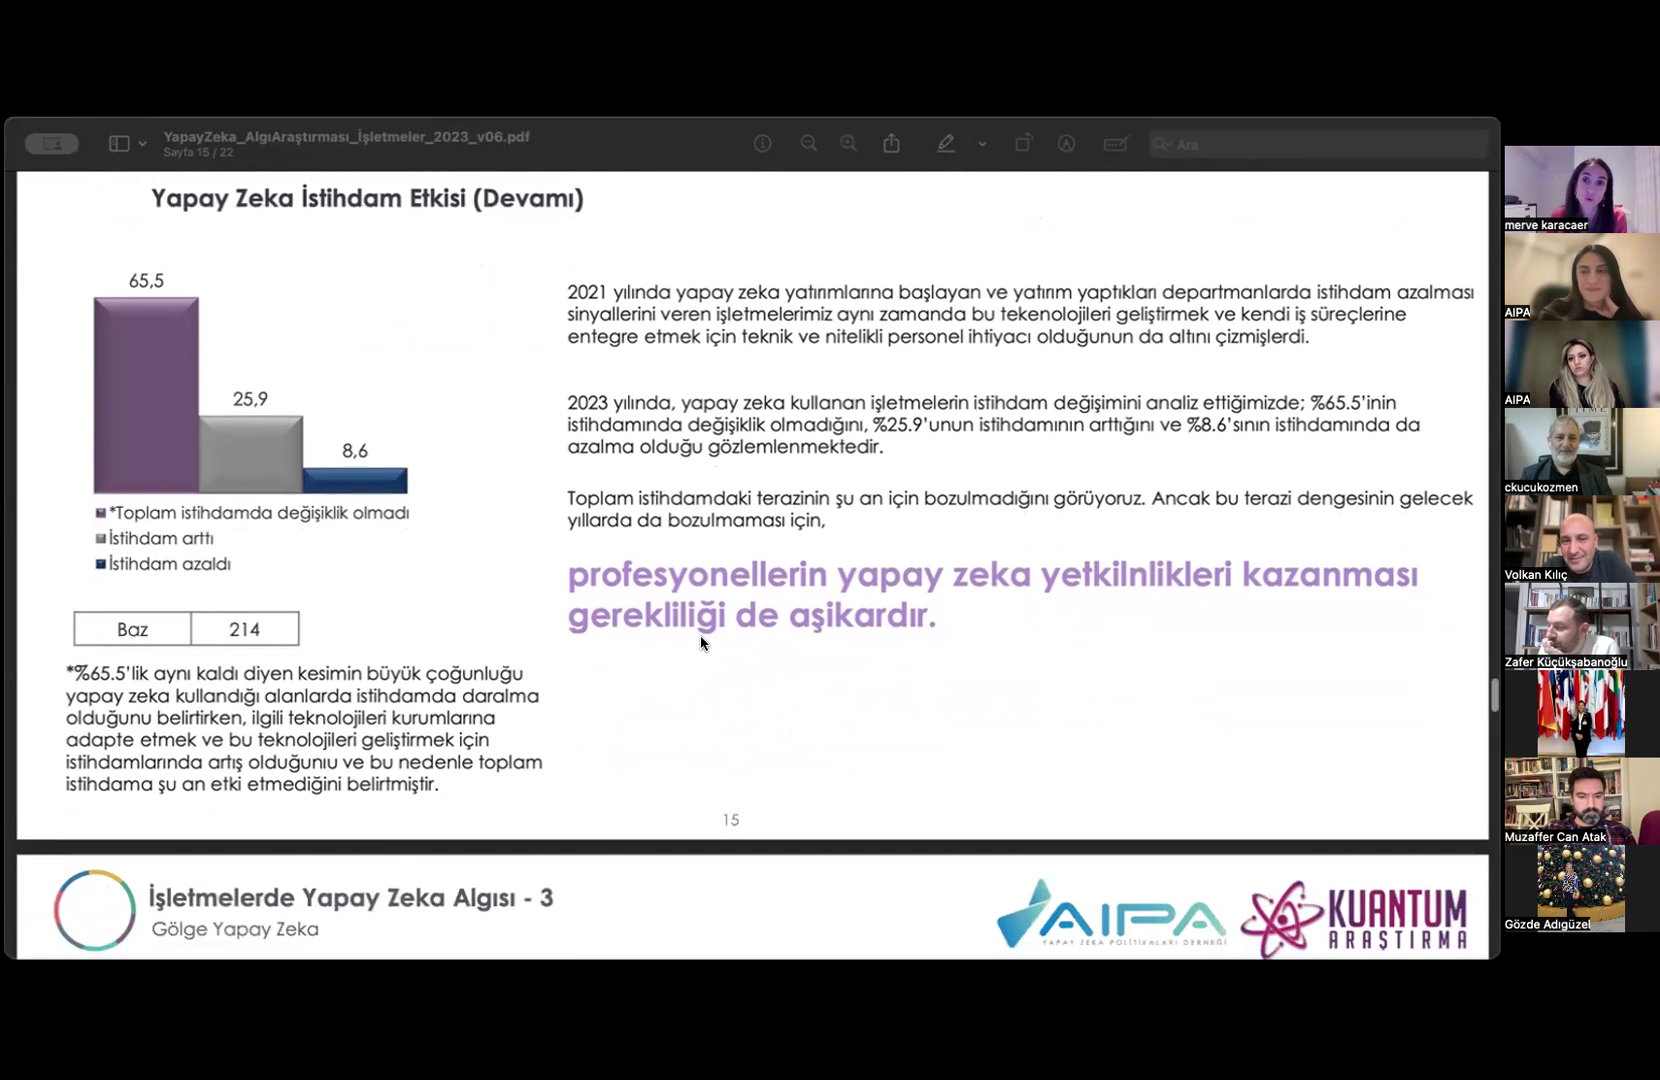 YapayZeka_AlgıAraştırması_İşletmeler_2023_v06.pdf
Sayfa 15 / 22
Ara
Yapay Zeka İstihdam Etkisi (Devamı)
65,5
25,9
8,6
*Toplam istihdamda değişiklik olmadı
İstihdam arttı
İstihdam azaldı
Baz 214
*%65.5'lik aynı kaldı diyen kesimin büyük çoğunluğu
yapay zeka kullandığı alanlarda istihdamda daralma
olduğunu belirtirken, ilgili teknolojileri kurumlarına
adapte etmek ve bu teknolojileri geliştirmek için
istihdamlarında artış olduğunıu ve bu nedenle toplam
istihdama şu an etki etmediğini belirtmiştir.
2021 yılında yapay zeka yatırımlarına başlayan ve yatırım yaptıkları departmanlarda istihdam azalması
sinyallerini veren işletmelerimiz aynı zamanda bu tekenolojileri geliştirmek ve kendi iş süreçlerine
entegre etmek için teknik ve nitelikli personel ihtiyacı olduğunun da altını çizmişlerdi.
2023 yılında, yapay zeka kullanan işletmelerin istihdam değişimini analiz ettiğimizde; %65.5'inin
istihdamında değişiklik olmadığını, %25.9'unun istihdamının arttığını ve %8.6'sının istihdamında da
azalma olduğu gözlemlenmektedir.
Toplam istihdamdaki terazinin şu an için bozulmadığını görüyoruz. Ancak bu terazi dengesinin gelecek
yıllarda da bozulmaması için,
profesyonellerin yapay zeka yetkilnlikleri kazanması
gerekliliği de aşikardır.
15
İşletmelerde Yapay Zeka Algısı - 3
Gölge Yapay Zeka
AIPA
YAPAY ZEKA POLİTİKALARI DERNEĞİ
KUANTUM
ARAŞTIRMA
merve karacaer
AIPA
AIPA
ckucukozmen
Volkan Kılıç
Zafer Küçükşabanoğlu
Muzaffer Can Atak
Gözde Adıgüzel